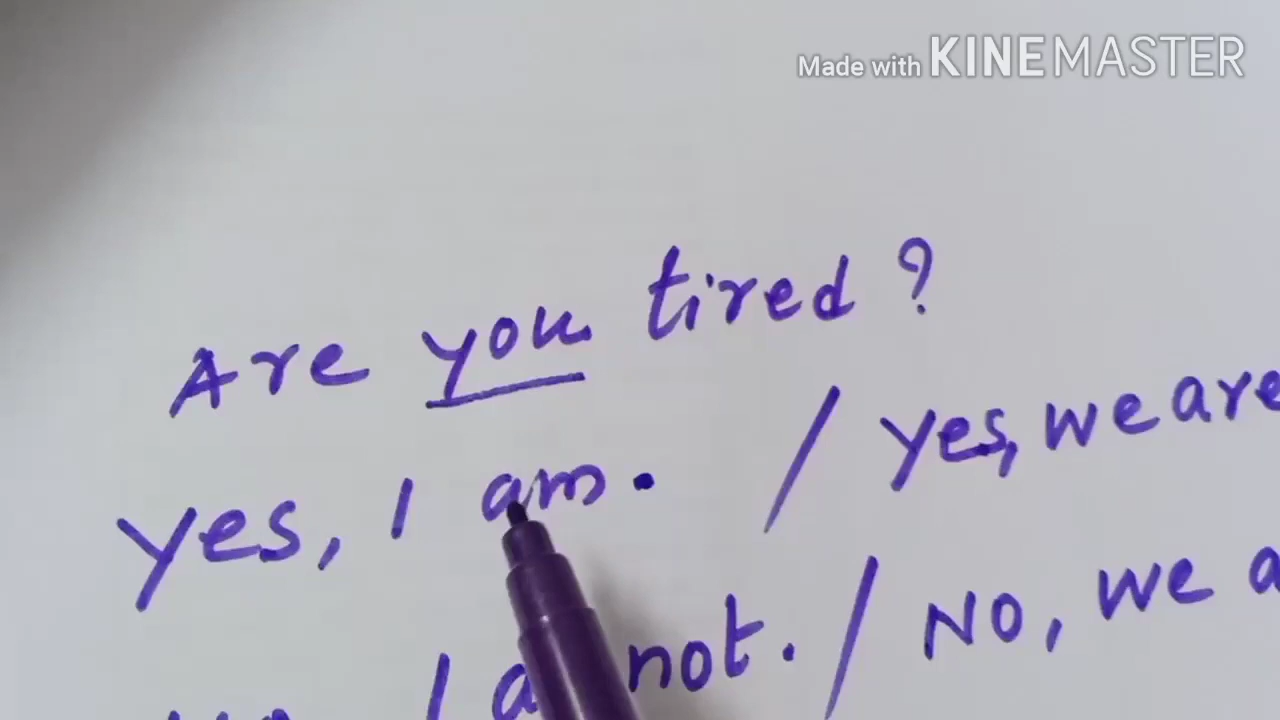 Made with KINEMASTER
Are you tired?
Yes, I am. / Yes, we are
I not. / No, we